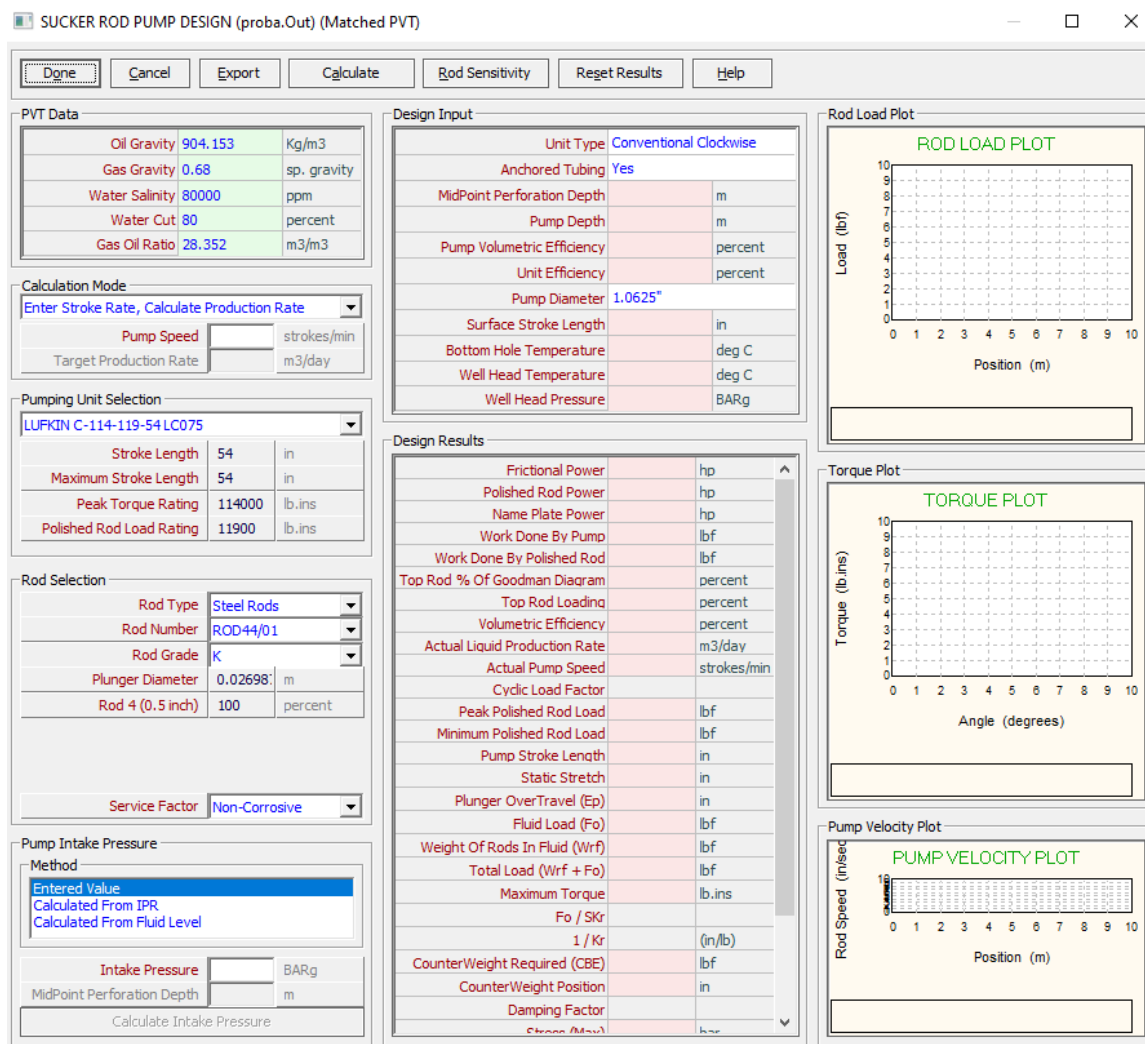 SUCKER ROD PUMP DESIGN (proba.Out) (Matched PVT)
Done Cancel Export Calculate Rod Sensitivity Reset Results Help
PVT Data
Oil Gravity 904.153 Kg/m3
Gas Gravity 0.68 sp. gravity
Water Salinity 80000 ppm
Water Cut 80 percent
Gas Oil Ratio 28.352 m3/m3
Calculation Mode
Enter Stroke Rate, Calculate Production Rate
Pump Speed strokes/min
Target Production Rate m3/day
Pumping Unit Selection
LUFKIN C-114-119-54 LC075
Stroke Length 54 in
Maximum Stroke Length 54 in
Peak Torque Rating 114000 lb.ins
Polished Rod Load Rating 11900 lb.ins
Rod Selection
Rod Type Steel Rods
Rod Number ROD44/01
Rod Grade K
Plunger Diameter 0.02698 m
Rod 4 (0.5 inch) 100 percent
Service Factor Non-Corrosive
Pump Intake Pressure
Method
Entered Value
Calculated From IPR
Calculated From Fluid Level
Intake Pressure BARg
MidPoint Perforation Depth m
Calculate Intake Pressure
Design Input
Unit Type Conventional Clockwise
Anchored Tubing Yes
MidPoint Perforation Depth m
Pump Depth m
Pump Volumetric Efficiency percent
Unit Efficiency percent
Pump Diameter 1.0625"
Surface Stroke Length in
Bottom Hole Temperature deg C
Well Head Temperature deg C
Well Head Pressure BARg
Design Results
Frictional Power hp
Polished Rod Power hp
Name Plate Power hp
Work Done By Pump lbf
Work Done By Polished Rod lbf
Top Rod % Of Goodman Diagram percent
Top Rod Loading percent
Volumetric Efficiency percent
Actual Liquid Production Rate m3/day
Actual Pump Speed strokes/min
Cyclic Load Factor
Peak Polished Rod Load lbf
Minimum Polished Rod Load lbf
Pump Stroke Length in
Static Stretch in
Plunger OverTravel (Ep) in
Fluid Load (Fo) lbf
Weight Of Rods In Fluid (Wrf) lbf
Total Load (Wrf + Fo) lbf
Maximum Torque lb.ins
Fo / SKr
1 / Kr (in/lb)
CounterWeight Required (CBE) lbf
CounterWeight Position in
Damping Factor
Stress (Max) bar
Rod Load Plot
ROD LOAD PLOT
Load (lbf)
10
9
8
7
6
5
4
3
2
1
0
0 1 2 3 4 5 6 7 8 9 10
Position (m)
Torque Plot
TORQUE PLOT
Torque (lb.ins)
10
9
8
7
6
5
4
3
2
1
0
0 1 2 3 4 5 6 7 8 9 10
Angle (degrees)
Pump Velocity Plot
PUMP VELOCITY PLOT
Rod Speed (in/sec)
0 1 2 3 4 5 6 7 8 9 10
Position (m)